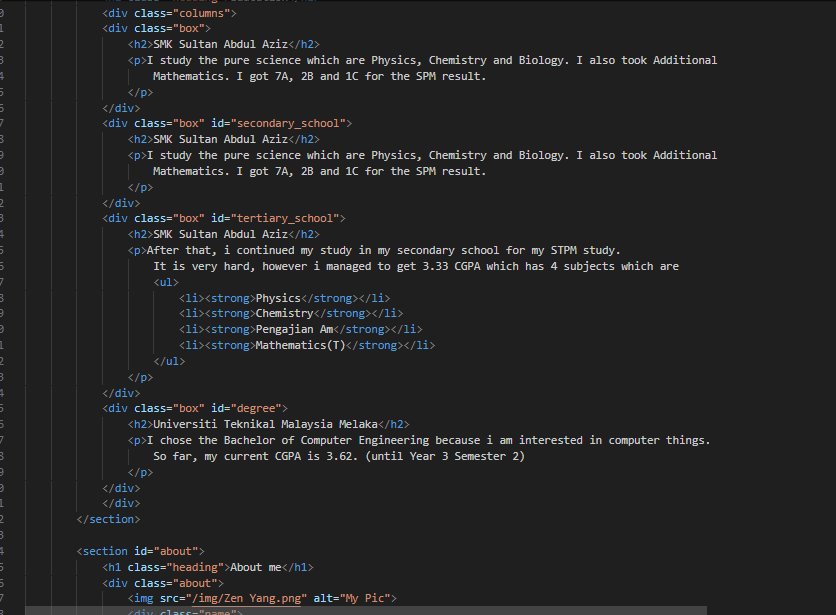 <div class="columns">
<div class="box">
<h2>SMK Sultan Abdul Aziz</h2>
<p>I study the pure science which are Physics, Chemistry and Biology. I also took Additional
Mathematics. I got 7A, 2B and 1C for the SPM result.
</p>
</div>
<div class="box" id="secondary_school">
<h2>SMK Sultan Abdul Aziz</h2>
<p>I study the pure science which are Physics, Chemistry and Biology. I also took Additional
Mathematics. I got 7A, 2B and 1C for the SPM result.
</p>
</div>
<div class="box" id="tertiary_school">
<h2>SMK Sultan Abdul Aziz</h2>
<p>After that, i continued my study in my secondary school for my STPM study.
It is very hard, however i managed to get 3.33 CGPA which has 4 subjects which are
<ul>
<li><strong>Physics</strong></li>
<li><strong>Chemistry</strong></li>
<li><strong>Pengajian Am</strong></li>
<li><strong>Mathematics(T)</strong></li>
</ul>
</p>
</div>
<div class="box" id="degree">
<h2>Universiti Teknikal Malaysia Melaka</h2>
<p>I chose the Bachelor of Computer Engineering because i am interested in computer things.
So far, my current CGPA is 3.62. (until Year 3 Semester 2)
</p>
</div>
</div>
</section>
<section id="about">
<h1 class="heading">About me</h1>
<div class="about">
<img src="/img/Zen Yang.png" alt="My Pic">
<div class="name">